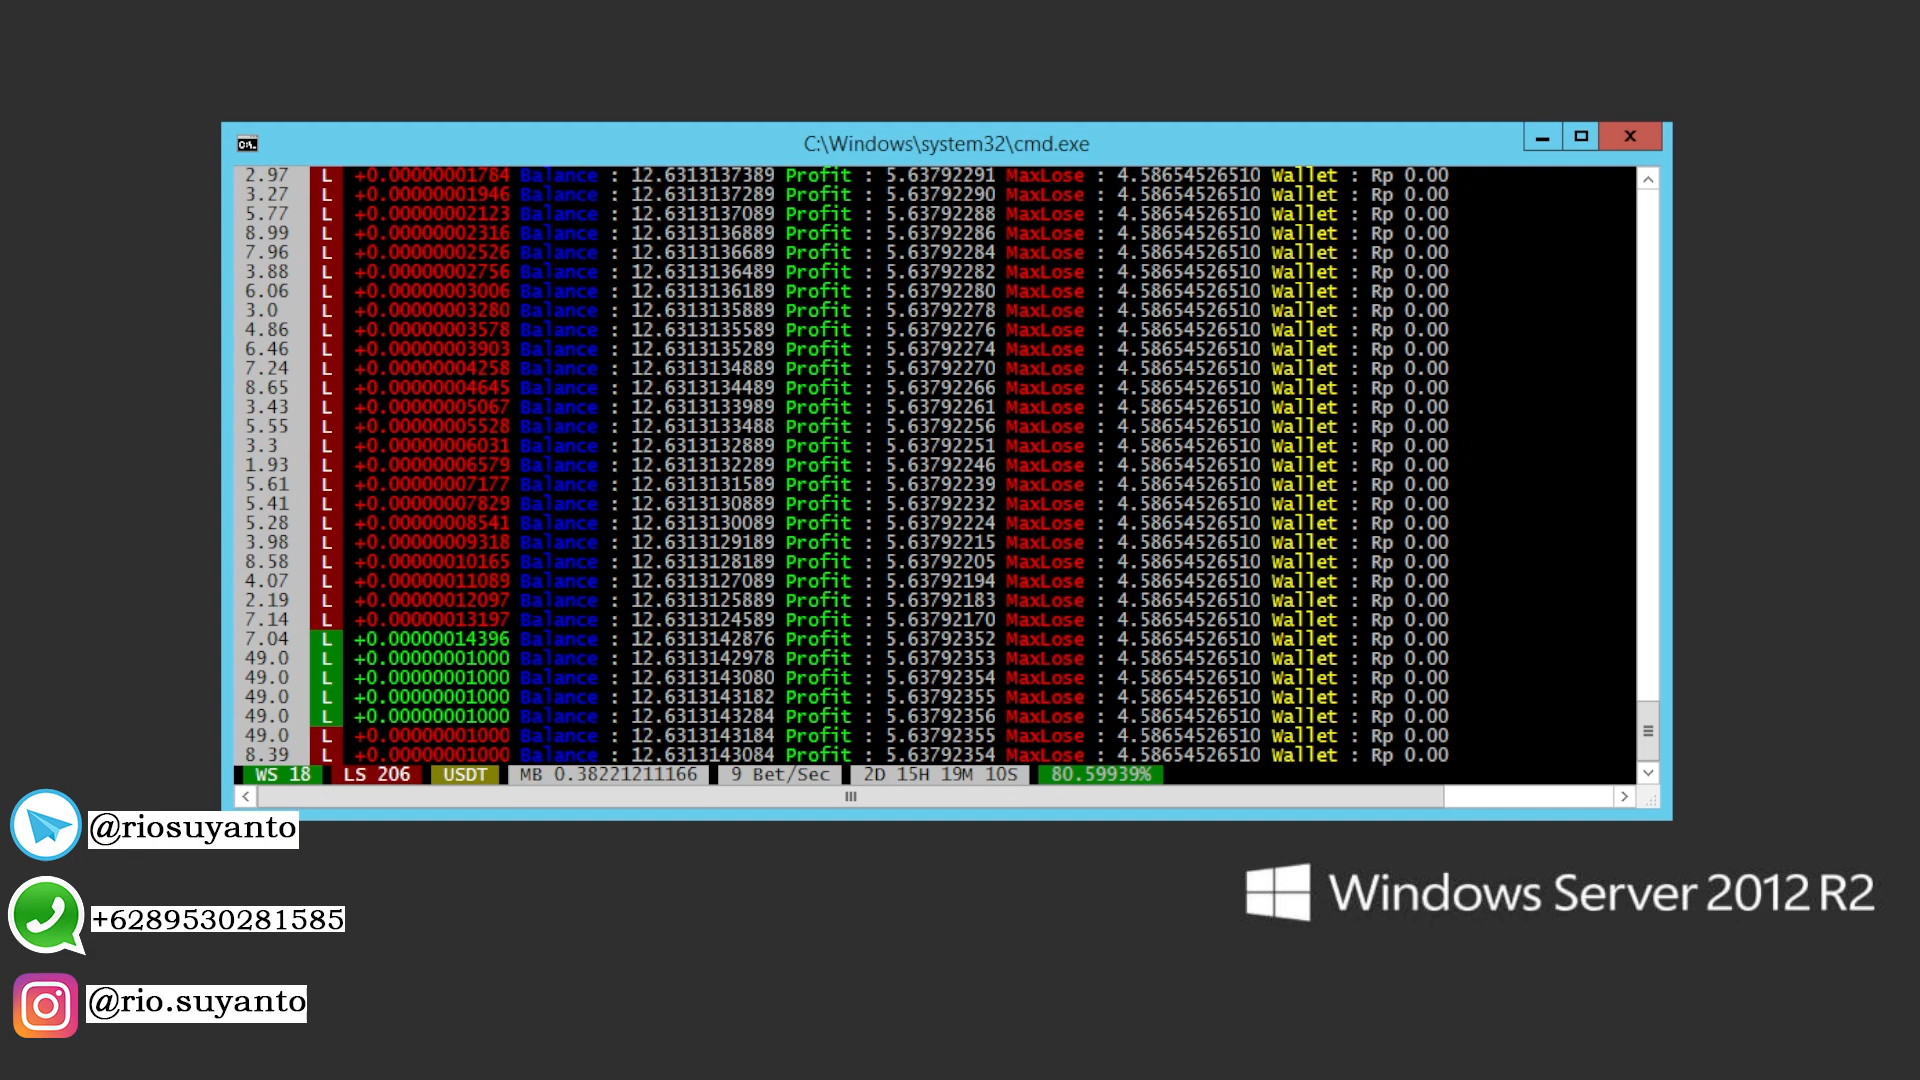 C:\Windows\system32\cmd.exe
2.97 L +0.00000001784 Balance : 12.6313137389 Profit : 5.63792291 MaxLose : 4.58654526510 Wallet : Rp 0.00
3.27 L +0.00000001946 Balance : 12.6313137289 Profit : 5.63792290 MaxLose : 4.58654526510 Wallet : Rp 0.00
5.77 L +0.00000002123 Balance : 12.6313137089 Profit : 5.63792288 MaxLose : 4.58654526510 Wallet : Rp 0.00
8.99 L +0.00000002316 Balance : 12.6313136889 Profit : 5.63792286 MaxLose : 4.58654526510 Wallet : Rp 0.00
7.96 L +0.00000002526 Balance : 12.6313136689 Profit : 5.63792284 MaxLose : 4.58654526510 Wallet : Rp 0.00
3.88 L +0.00000002756 Balance : 12.6313136489 Profit : 5.63792282 MaxLose : 4.58654526510 Wallet : Rp 0.00
6.06 L +0.00000003006 Balance : 12.6313136189 Profit : 5.63792280 MaxLose : 4.58654526510 Wallet : Rp 0.00
3.0 L +0.00000003280 Balance : 12.6313135889 Profit : 5.63792278 MaxLose : 4.58654526510 Wallet : Rp 0.00
4.86 L +0.00000003578 Balance : 12.6313135589 Profit : 5.63792276 MaxLose : 4.58654526510 Wallet : Rp 0.00
6.46 L +0.00000003903 Balance : 12.6313135289 Profit : 5.63792274 MaxLose : 4.58654526510 Wallet : Rp 0.00
7.24 L +0.00000004258 Balance : 12.6313134889 Profit : 5.63792270 MaxLose : 4.58654526510 Wallet : Rp 0.00
8.65 L +0.00000004645 Balance : 12.6313134489 Profit : 5.63792266 MaxLose : 4.58654526510 Wallet : Rp 0.00
3.43 L +0.00000005067 Balance : 12.6313133989 Profit : 5.63792261 MaxLose : 4.58654526510 Wallet : Rp 0.00
5.55 L +0.00000005528 Balance : 12.6313133488 Profit : 5.63792256 MaxLose : 4.58654526510 Wallet : Rp 0.00
3.3 L +0.00000006031 Balance : 12.6313132889 Profit : 5.63792251 MaxLose : 4.58654526510 Wallet : Rp 0.00
1.93 L +0.00000006579 Balance : 12.6313132289 Profit : 5.63792246 MaxLose : 4.58654526510 Wallet : Rp 0.00
5.61 L +0.00000007177 Balance : 12.6313131589 Profit : 5.63792239 MaxLose : 4.58654526510 Wallet : Rp 0.00
5.41 L +0.00000007829 Balance : 12.6313130889 Profit : 5.63792232 MaxLose : 4.58654526510 Wallet : Rp 0.00
5.28 L +0.00000008541 Balance : 12.6313130089 Profit : 5.63792224 MaxLose : 4.58654526510 Wallet : Rp 0.00
3.98 L +0.00000009318 Balance : 12.6313129189 Profit : 5.63792215 MaxLose : 4.58654526510 Wallet : Rp 0.00
8.58 L +0.00000010165 Balance : 12.6313128189 Profit : 5.63792205 MaxLose : 4.58654526510 Wallet : Rp 0.00
4.07 L +0.00000011089 Balance : 12.6313127089 Profit : 5.63792194 MaxLose : 4.58654526510 Wallet : Rp 0.00
2.19 L +0.00000012097 Balance : 12.6313125889 Profit : 5.63792183 MaxLose : 4.58654526510 Wallet : Rp 0.00
7.14 L +0.00000013197 Balance : 12.6313124589 Profit : 5.63792170 MaxLose : 4.58654526510 Wallet : Rp 0.00
7.04 L +0.00000014396 Balance : 12.6313142876 Profit : 5.63792352 MaxLose : 4.58654526510 Wallet : Rp 0.00
49.0 L +0.00000001000 Balance : 12.6313142978 Profit : 5.63792353 MaxLose : 4.58654526510 Wallet : Rp 0.00
49.0 L +0.00000001000 Balance : 12.6313143080 Profit : 5.63792354 MaxLose : 4.58654526510 Wallet : Rp 0.00
49.0 L +0.00000001000 Balance : 12.6313143182 Profit : 5.63792355 MaxLose : 4.58654526510 Wallet : Rp 0.00
49.0 L +0.00000001000 Balance : 12.6313143284 Profit : 5.63792356 MaxLose : 4.58654526510 Wallet : Rp 0.00
49.0 L +0.00000001000 Balance : 12.6313143184 Profit : 5.63792355 MaxLose : 4.58654526510 Wallet : Rp 0.00
8.39 L +0.00000001000 Balance : 12.6313143084 Profit : 5.63792354 MaxLose : 4.58654526510 Wallet : Rp 0.00
WS 18 LS 206 USDT MB 0.38221211166 9 Bet/Sec 2D 15H 19M 10S 80.59939%
@riosuyanto
+6289530281585
@rio.suyanto
Windows Server 2012 R2